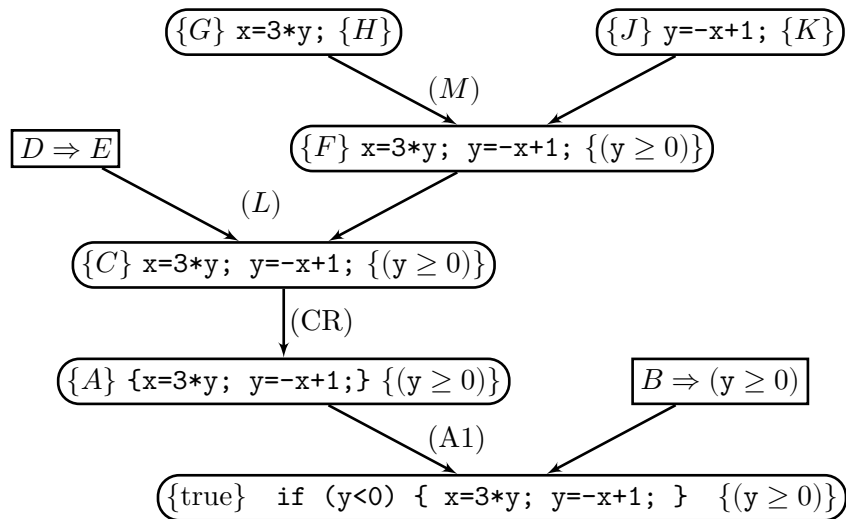 {G} x=3*y; {H}
{J} y=-x+1; {K}
(M)
D ⇒ E
{F} x=3*y; y=-x+1; {(y ≥ 0)}
(L)
{C} x=3*y; y=-x+1; {(y ≥ 0)}
(CR)
{A} {x=3*y; y=-x+1;} {(y ≥ 0)}
B ⇒ (y ≥ 0)
(A1)
{true} if (y<0) { x=3*y; y=-x+1; } {(y ≥ 0)}